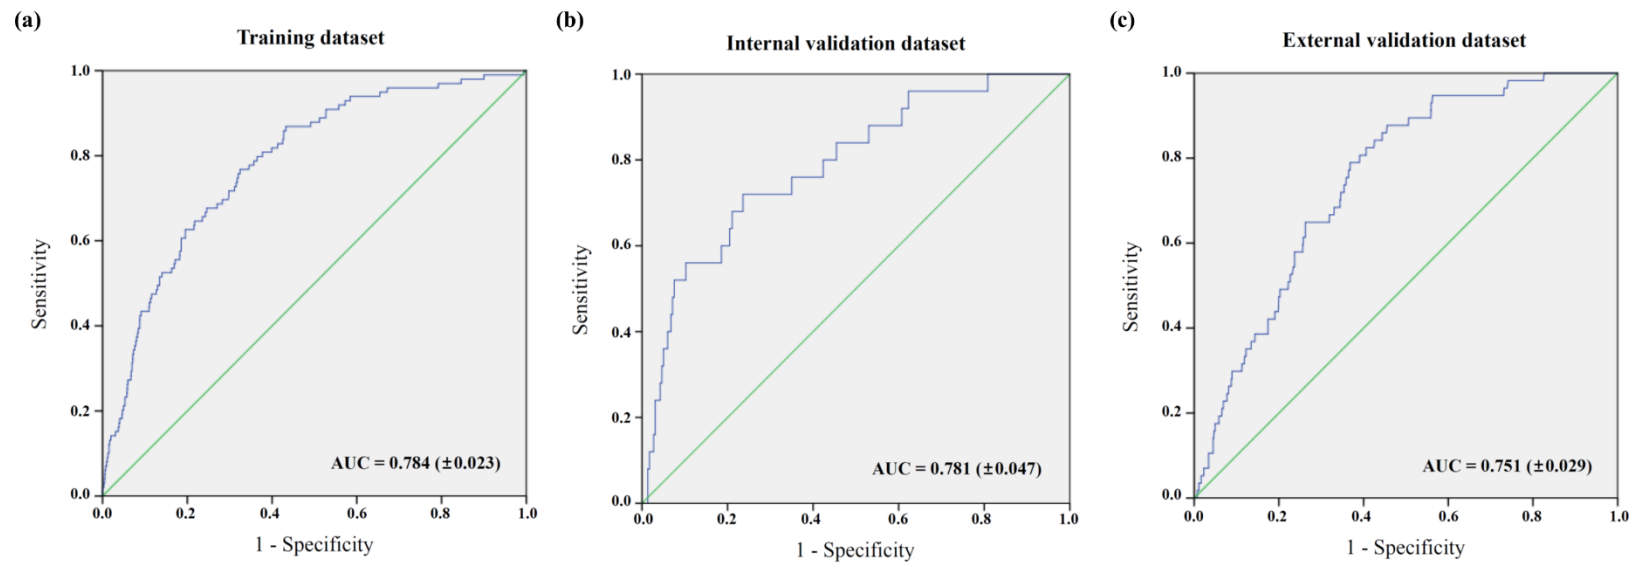 (a)
Training dataset
1.0
0.8
0.6
0.4
0.2
0.0
Sensitivity
AUC = 0.784 (±0.023)
0.0 0.2 0.4 0.6 0.8 1.0
1 - Specificity
(b)
Internal validation dataset
1.0
0.8
0.6
0.4
0.2
0.0
Sensitivity
AUC = 0.781 (±0.047)
0.0 0.2 0.4 0.6 0.8 1.0
1 - Specificity
(c)
External validation dataset
1.0
0.8
0.6
0.4
0.2
0.0
Sensitivity
AUC = 0.751 (±0.029)
0.0 0.2 0.4 0.6 0.8 1.0
1 - Specificity